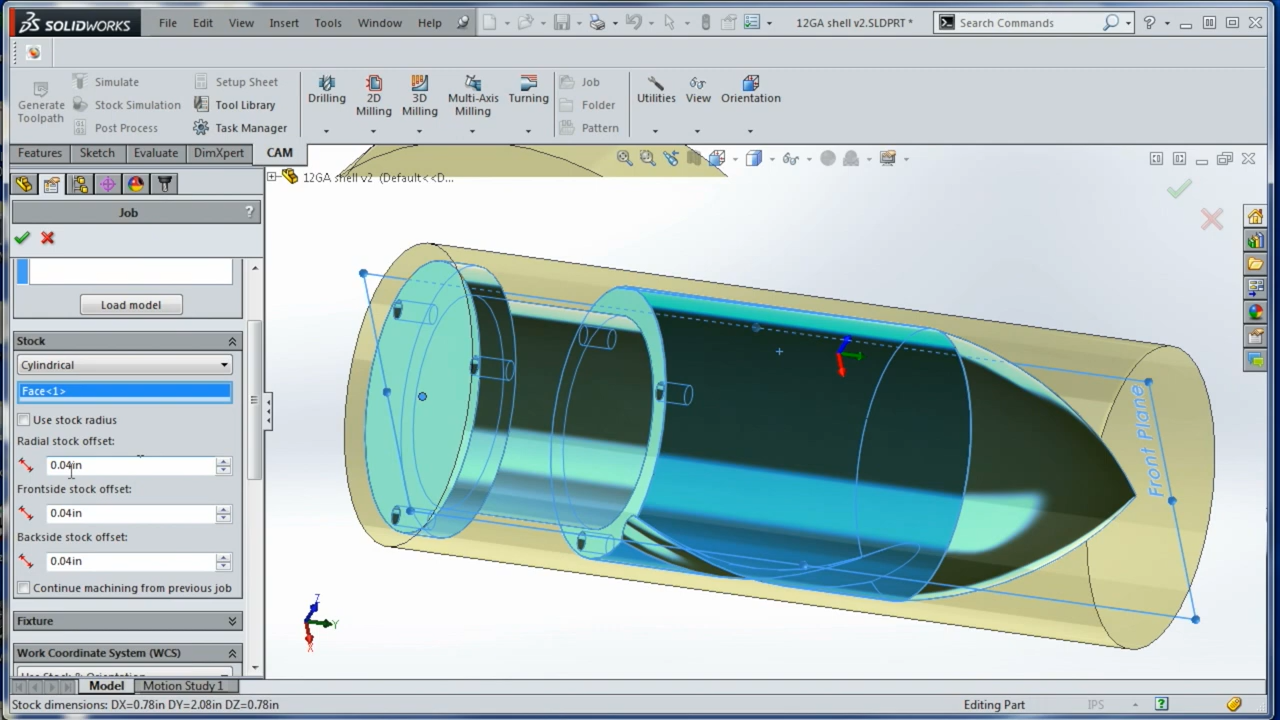 SOLIDWORKS File Edit View Insert Tools Window Help 12GA shell v2.SLDPRT * Search Commands ?
Generate Toolpath
Simulate
Stock Simulation
Post Process
Setup Sheet
Tool Library
Task Manager
Drilling
2D Milling
3D Milling
Multi-Axis Milling
Turning
Job
Folder
Pattern
Utilities
View
Orientation
Features Sketch Evaluate DimXpert CAM
12GA shell v2 (Default<<D...
Job ?
Load model
Stock
Cylindrical
Face<1>
Use stock radius
Radial stock offset:
0.04in
Frontside stock offset:
0.04in
Backside stock offset:
0.04in
Continue machining from previous job
Fixture
Work Coordinate System (WCS)
Front Plane
Z
Y
X
Model Motion Study 1
Stock dimensions: DX=0.78in DY=2.08in DZ=0.78in Editing Part IPS ?